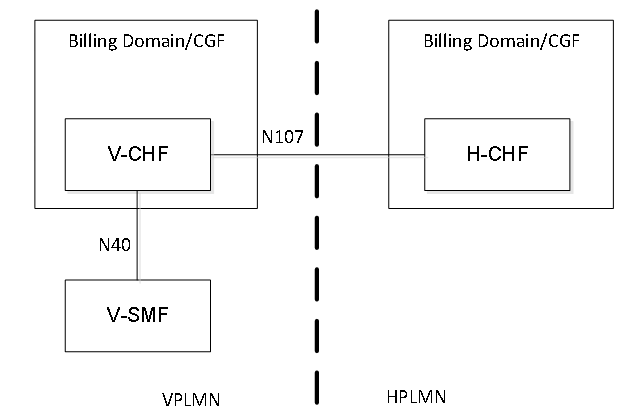 Billing Domain/CGF
Billing Domain/CGF
V-CHF
N107
H-CHF
N40
V-SMF
VPLMN
HPLMN